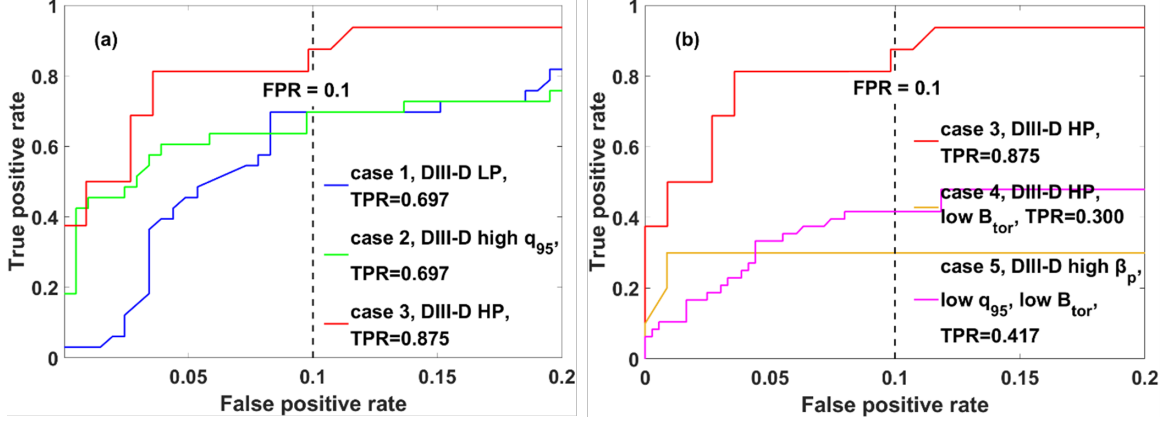 (a)
True positive rate
1
0.8
0.6
0.4
0.2
0
FPR = 0.1
case 1, DIII-D LP,
TPR=0.697
case 2, DIII-D high q95,
TPR=0.697
case 3, DIII-D HP,
TPR=0.875
0.05
0.1
0.15
0.2
False positive rate
(b)
True positive rate
1
0.8
0.6
0.4
0.2
0
FPR = 0.1
case 3, DIII-D HP,
TPR=0.875
case 4, DIII-D HP,
low Btor, TPR=0.300
case 5, DIII-D high βp,
low q95, low Btor,
TPR=0.417
0
0.05
0.1
0.15
0.2
False positive rate